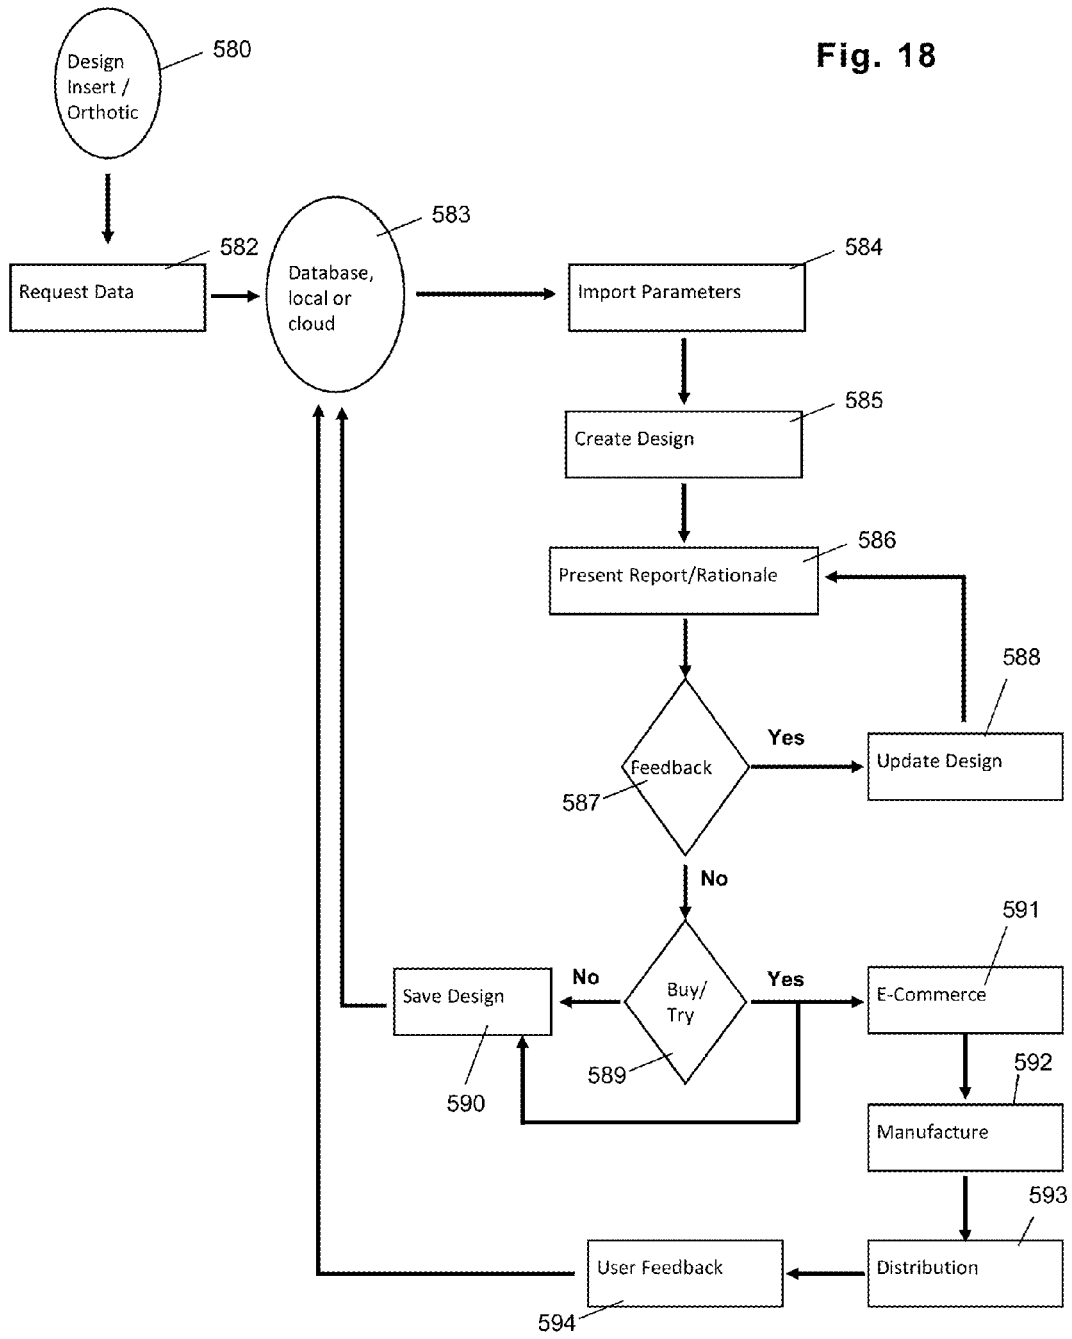 580
Fig. 18
Design
Insert /
Orthotic
583
582
584
Request Data
Database,
local or
cloud
Import Parameters
585
Create Design
586
Present Report/Rationale
588
Yes
Feedback
587
Update Design
No
591
No
Yes
Save Design
Buy/
Try
E-Commerce
589
590
592
Manufacture
593
User Feedback
Distribution
594